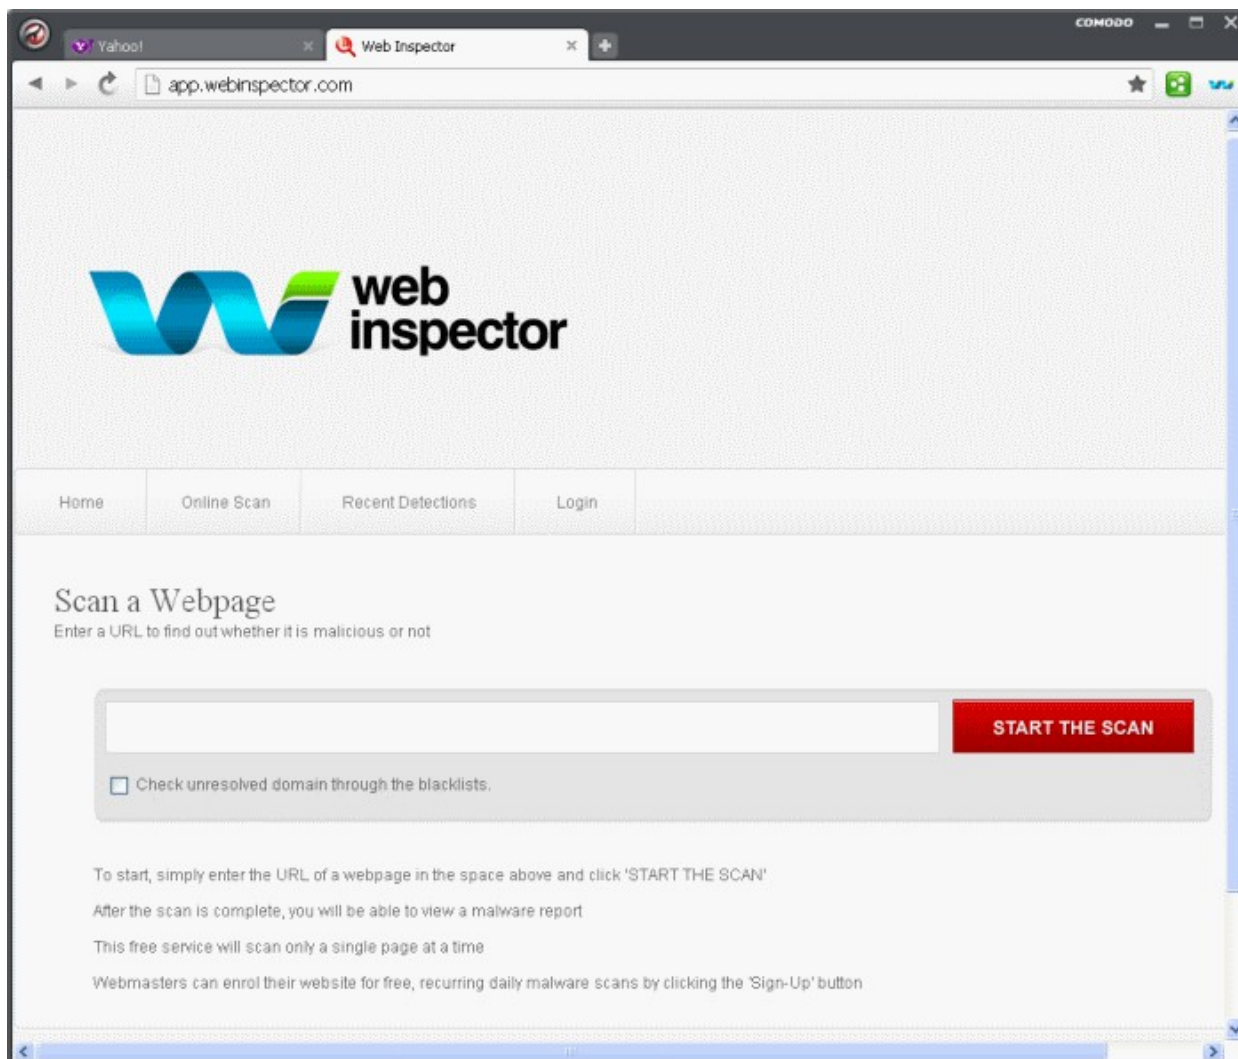 COMODO
Yahoo!
Web Inspector
app.webinspector.com
web
inspector
Home
Online Scan
Recent Detections
Login
Scan a Webpage
Enter a URL to find out whether it is malicious or not
START THE SCAN
Check unresolved domain through the blacklists.
To start, simply enter the URL of a webpage in the space above and click 'START THE SCAN'
After the scan is complete, you will be able to view a malware report
This free service will scan only a single page at a time
Webmasters can enrol their website for free, recurring daily malware scans by clicking the 'Sign-Up' button